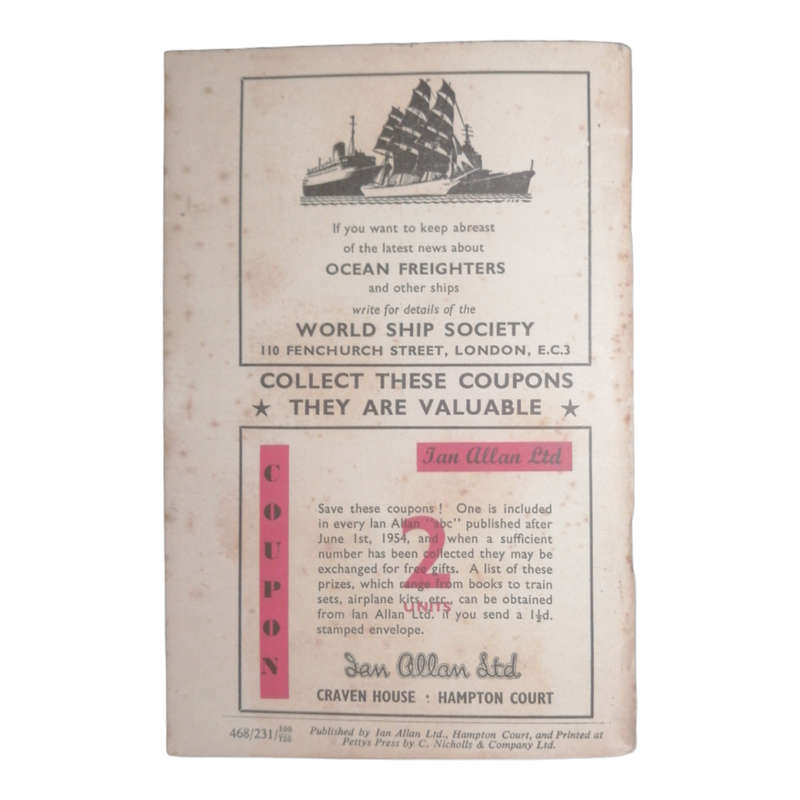 If you want to keep abreast
of the latest news about
OCEAN FREIGHTERS
and other ships
write for details of the
WORLD SHIP SOCIETY
110 FENCHURCH STREET, LONDON, E.C.3
COLLECT THESE COUPONS
★ THEY ARE VALUABLE ★
COUPON
Ian Allan Ltd
Save these coupons! One is included
in every Ian Allan "abc" published after
June 1st, 1954, and when a sufficient
number has been collected they may be
exchanged for free gifts. A list of these
prizes, which range from books to train
sets, airplane kits, etc., can be obtained
from Ian Allan Ltd. if you send a 1½d.
stamped envelope.
2
UNITS
Ian Allan Ltd
CRAVEN HOUSE · HAMPTON COURT
468/231/
Published by Ian Allan Ltd., Hampton Court, and Printed at
Pettys Press by C. Nicholls & Company Ltd.